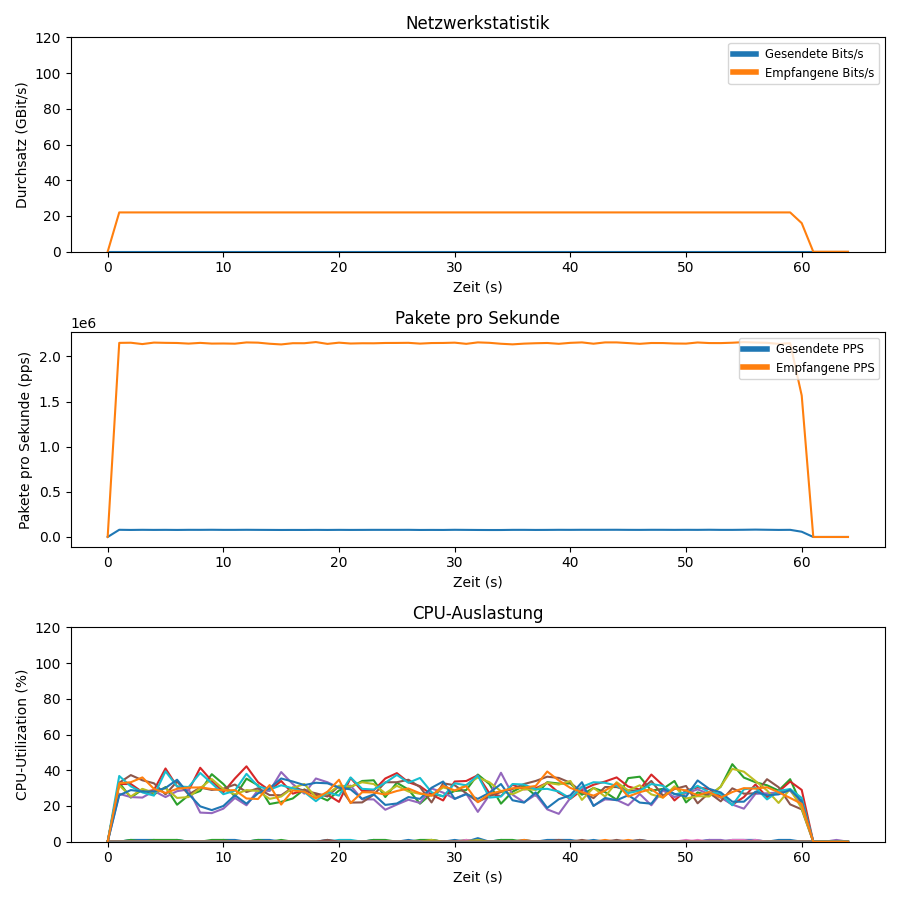 Netzwerkstatistik
120
100
80
60
40
20
0
Durchsatz (GBit/s)
Gesendete Bits/s
Empfangene Bits/s
0 10 20 30 40 50 60
Zeit (s)
Pakete pro Sekunde
1e6
2.0
1.5
1.0
0.5
0.0
Pakete pro Sekunde (pps)
Gesendete PPS
Empfangene PPS
0 10 20 30 40 50 60
Zeit (s)
CPU-Auslastung
120
100
80
60
40
20
0
CPU-Utilization (%)
0 10 20 30 40 50 60
Zeit (s)